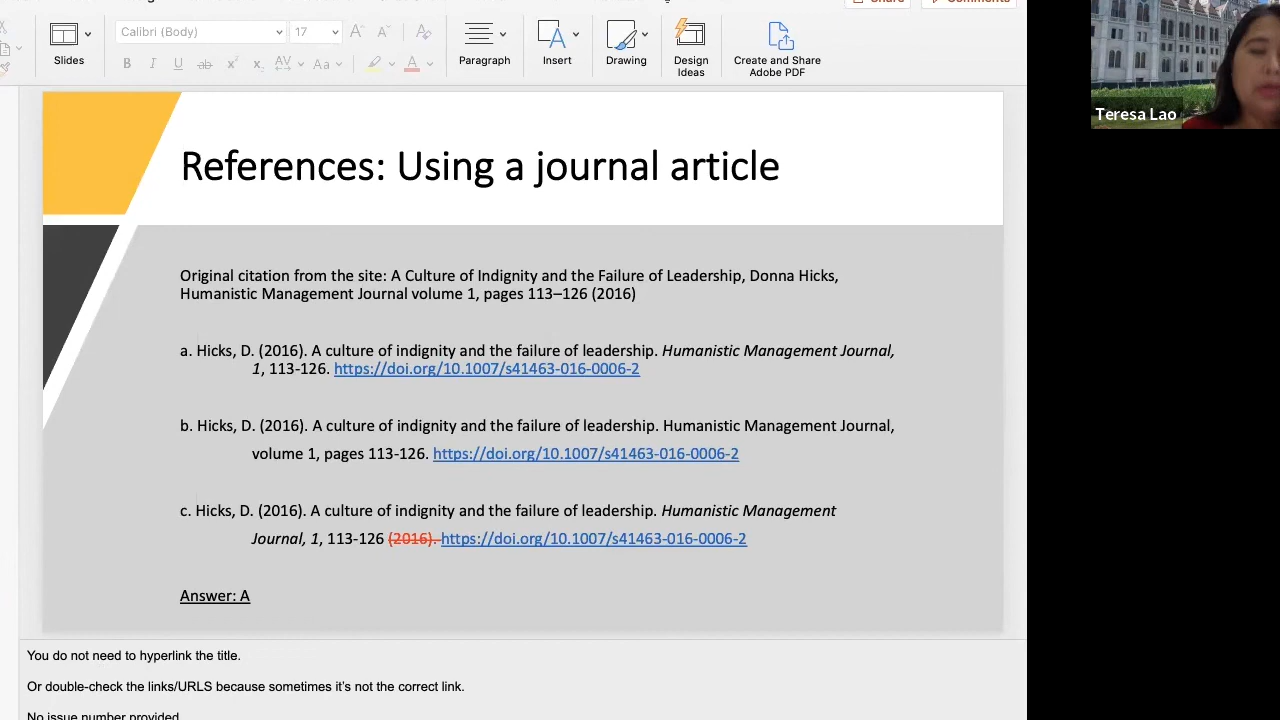 Share
Comments
Calibri (Body)
17
Slides
Paragraph
Insert
Drawing
Design
Ideas
Create and Share
Adobe PDF
Teresa Lao
References: Using a journal article
Original citation from the site: A Culture of Indignity and the Failure of Leadership, Donna Hicks,
Humanistic Management Journal volume 1, pages 113–126 (2016)
a. Hicks, D. (2016). A culture of indignity and the failure of leadership. Humanistic Management Journal,
1, 113-126. https://doi.org/10.1007/s41463-016-0006-2
b. Hicks, D. (2016). A culture of indignity and the failure of leadership. Humanistic Management Journal,
volume 1, pages 113-126. https://doi.org/10.1007/s41463-016-0006-2
c. Hicks, D. (2016). A culture of indignity and the failure of leadership. Humanistic Management
Journal, 1, 113-126 (2016). https://doi.org/10.1007/s41463-016-0006-2
Answer: A
You do not need to hyperlink the title.
Or double-check the links/URLS because sometimes it's not the correct link.
No issue number provided